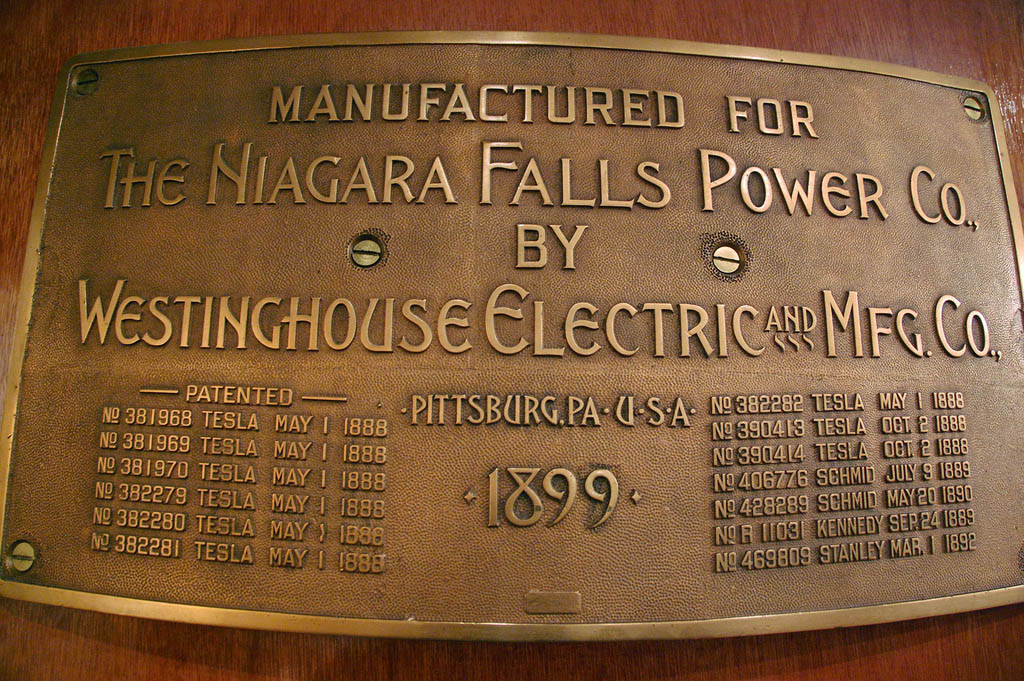 MANUFACTURED FOR
THE NIAGARA FALLS POWER CO.,
BY
WESTINGHOUSE ELECTRIC AND MFG. CO.,
PATENTED
No 381968 TESLA MAY 1 1888
No 381969 TESLA MAY 1 1888
No 381970 TESLA MAY 1 1888
No 382279 TESLA MAY 1 1888
No 382280 TESLA MAY 1 1888
No 382281 TESLA MAY 1 1888
·PITTSBURG, PA·U·S·A·
·1899·
No 382282 TESLA MAY 1 1888
No 390413 TESLA OCT. 2 1888
No 390414 TESLA OCT. 2 1888
No 406776 SCHMID JULY 9 1889
No 428289 SCHMID MAY 20 1890
No R 11031 KENNEDY SEP. 24 1889
No 469809 STANLEY MAR. 1 1892